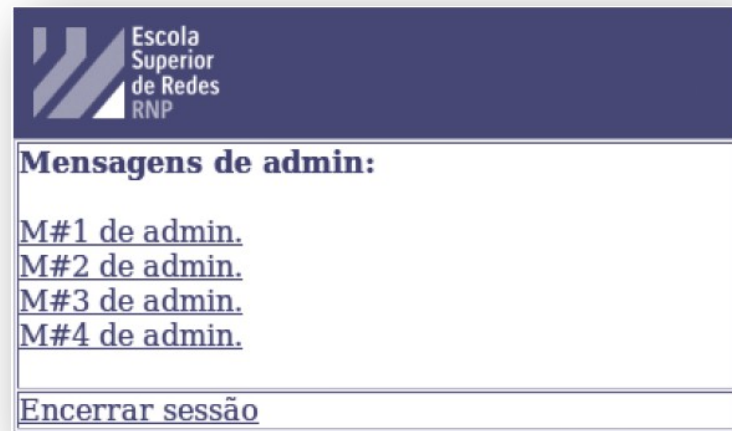 Escola
Superior
de Redes
RNP
Mensagens de admin:
M#1 de admin.
M#2 de admin.
M#3 de admin.
M#4 de admin.
Encerrar sessão